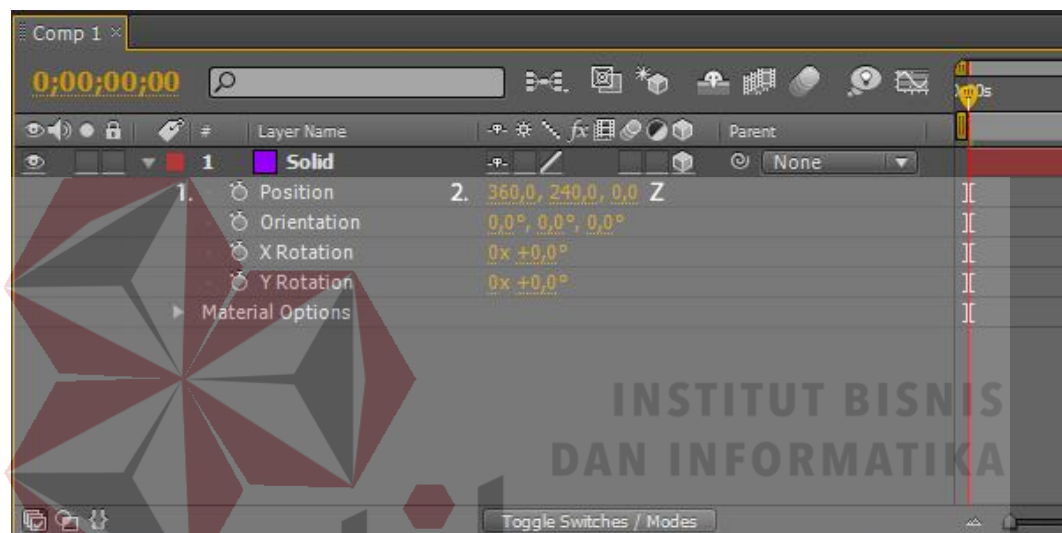 Comp 1
0;00;00;00
0s
# Layer Name fx Parent
1 Solid None
1. Position 2. 360,0, 240,0, 0,0 Z
Orientation 0,0°, 0,0°, 0,0°
X Rotation 0x +0,0°
Y Rotation 0x +0,0°
Material Options
INSTITUT BISNIS
DAN INFORMATIKA
Toggle Switches / Modes